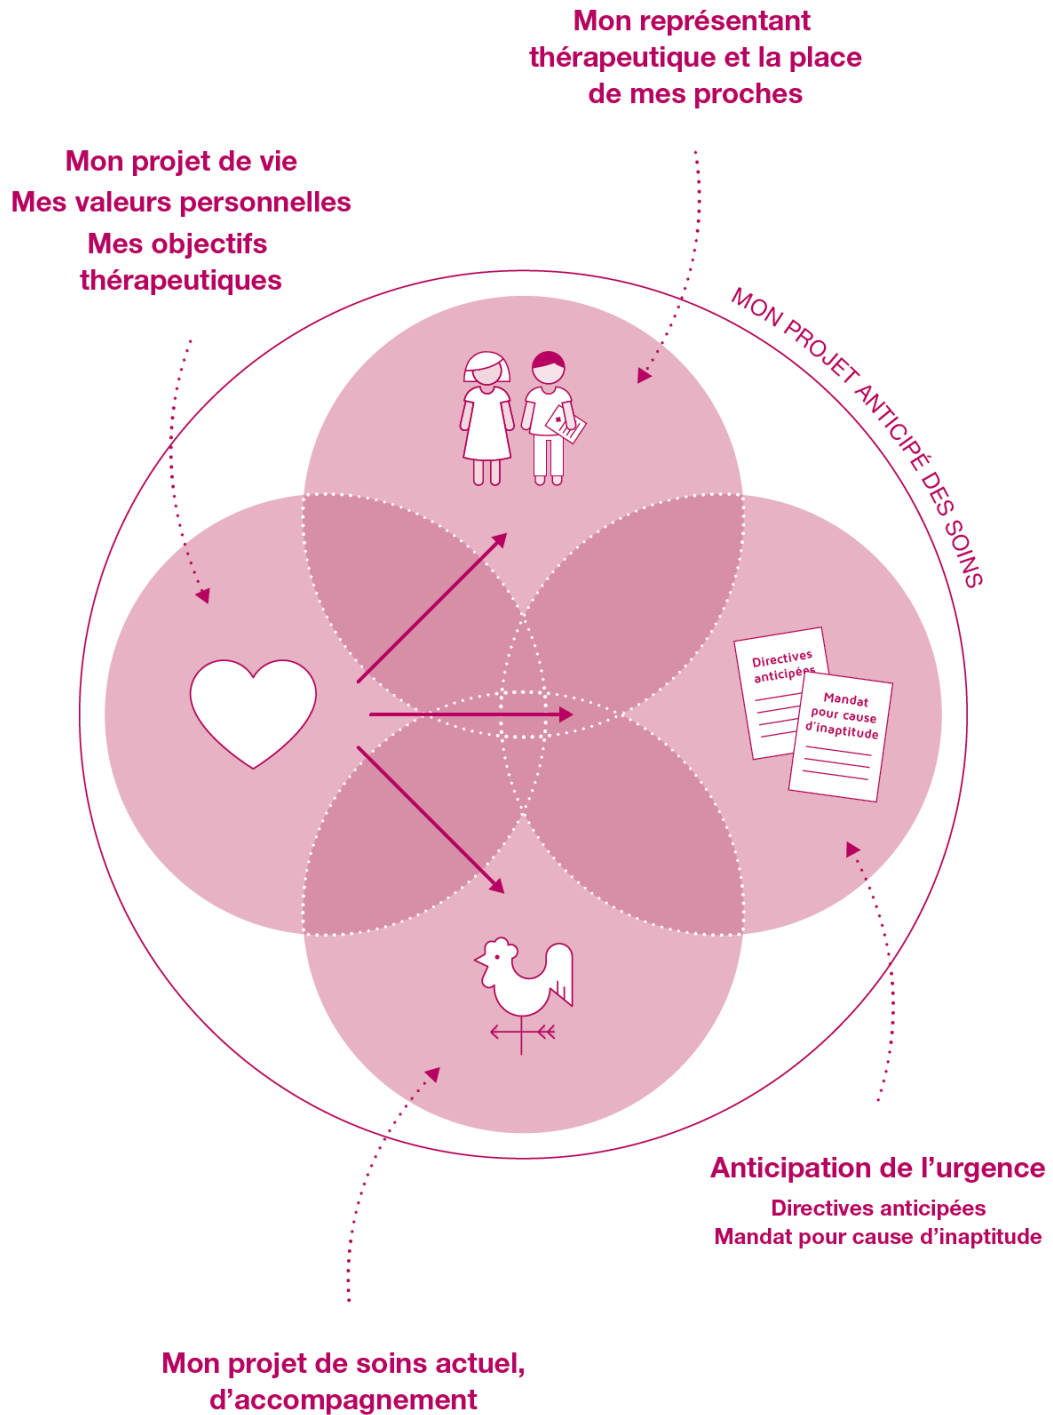 Mon représentant
thérapeutique et la place
de mes proches
Mon projet de vie
Mes valeurs personnelles
Mes objectifs
thérapeutiques
MON PROJET ANTICIPÉ DES SOINS
Directives
anticipées
Mandat
pour cause
d’inaptitude
Anticipation de l’urgence
Directives anticipées
Mandat pour cause d’inaptitude
Mon projet de soins actuel,
d’accompagnement